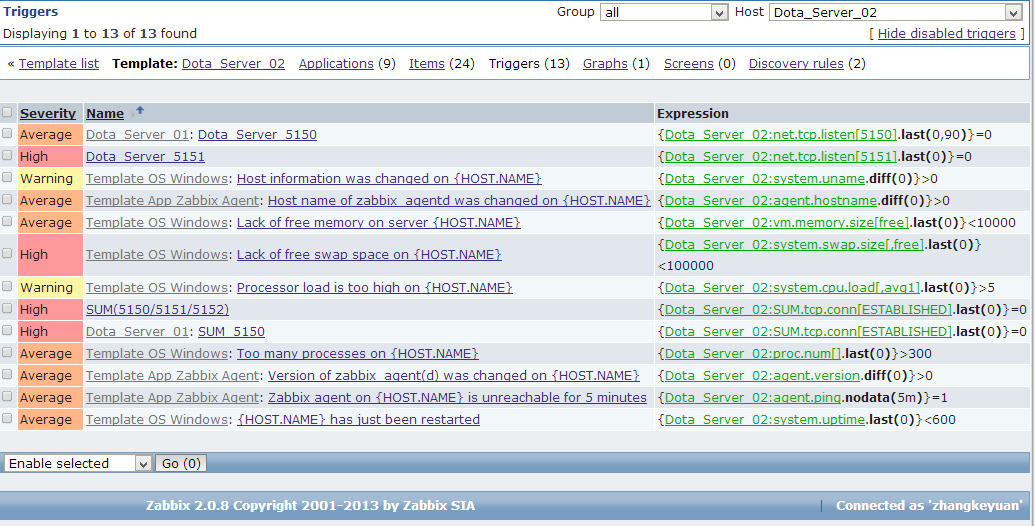 Triggers Group all Host Dota_Server_02
Displaying 1 to 13 of 13 found [ Hide disabled triggers ]
« Template list Template: Dota_Server_02 Applications (9) Items (24) Triggers (13) Graphs (1) Screens (0) Discovery rules (2)
Severity Name Expression
Average Dota_Server_01: Dota_Server_5150 {Dota_Server_02:net.tcp.listen[5150].last(0,90)}=0
High Dota_Server_5151 {Dota_Server_02:net.tcp.listen[5151].last(0)}=0
Warning Template OS Windows: Host information was changed on {HOST.NAME} {Dota_Server_02:system.uname.diff(0)}>0
Average Template App Zabbix Agent: Host name of zabbix_agentd was changed on {HOST.NAME} {Dota_Server_02:agent.hostname.diff(0)}>0
Average Template OS Windows: Lack of free memory on server {HOST.NAME} {Dota_Server_02:vm.memory.size[free].last(0)}<10000
High Template OS Windows: Lack of free swap space on {HOST.NAME} {Dota_Server_02:system.swap.size[,free].last(0)}
<100000
Warning Template OS Windows: Processor load is too high on {HOST.NAME} {Dota_Server_02:system.cpu.load[,avg1].last(0)}>5
High SUM(5150/5151/5152) {Dota_Server_02:SUM.tcp.conn[ESTABLISHED].last(0)}=0
High Dota_Server_01: SUM_5150 {Dota_Server_02:SUM.tcp.conn[ESTABLISHED].last(0)}=0
Average Template OS Windows: Too many processes on {HOST.NAME} {Dota_Server_02:proc.num[].last(0)}>300
Average Template App Zabbix Agent: Version of zabbix_agent(d) was changed on {HOST.NAME} {Dota_Server_02:agent.version.diff(0)}>0
Average Template App Zabbix Agent: Zabbix agent on {HOST.NAME} is unreachable for 5 minutes {Dota_Server_02:agent.ping.nodata(5m)}=1
Average Template OS Windows: {HOST.NAME} has just been restarted {Dota_Server_02:system.uptime.last(0)}<600
Enable selected Go (0)
Zabbix 2.0.8 Copyright 2001-2013 by Zabbix SIA | Connected as 'zhangkeyuan'